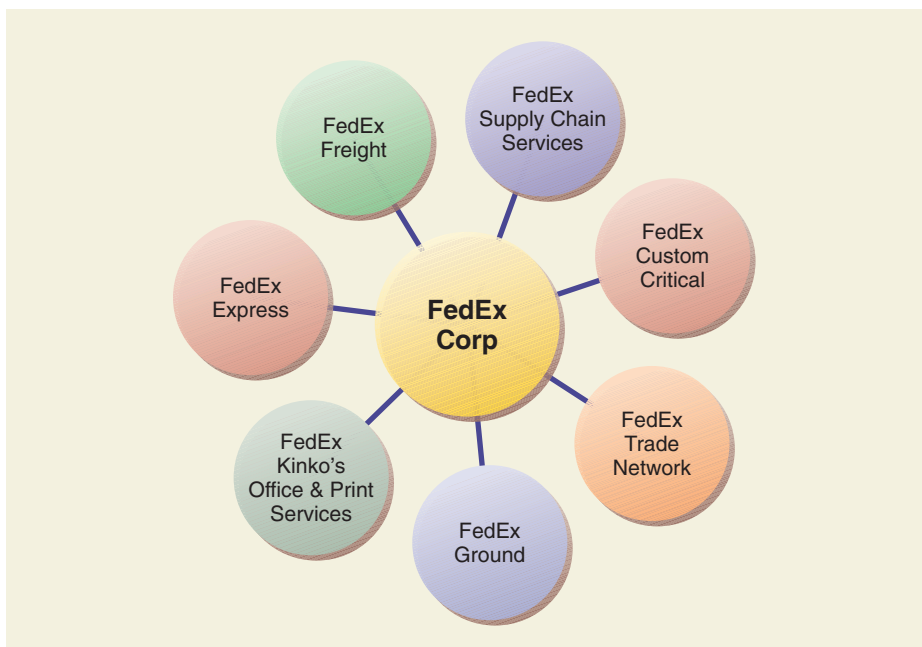 FedEx
Freight
FedEx
Supply Chain
Services
FedEx
Custom
Critical
FedEx
Express
FedEx
Corp
FedEx
Trade
Network
FedEx
Kinko's
Office & Print
Services
FedEx
Ground